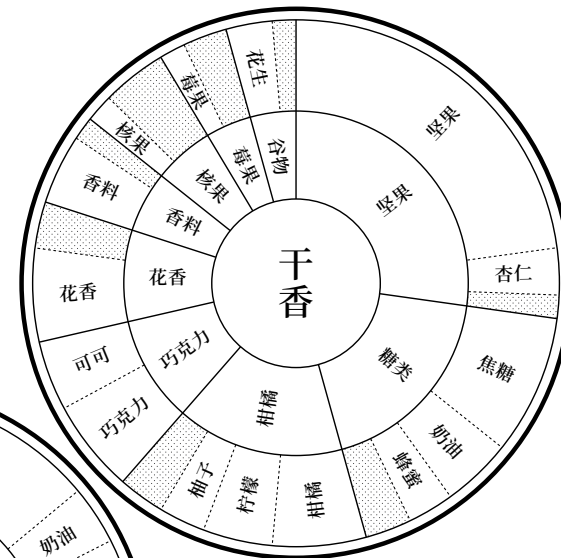 干
香
坚果
坚果
杏仁
糖类
焦糖
奶油
蜂蜜
柑橘
柑橘
柠檬
柚子
巧克力
巧克力
可可
花香
花香
香料
香料
核果
核果
莓果
莓果
谷物
花生
奶油